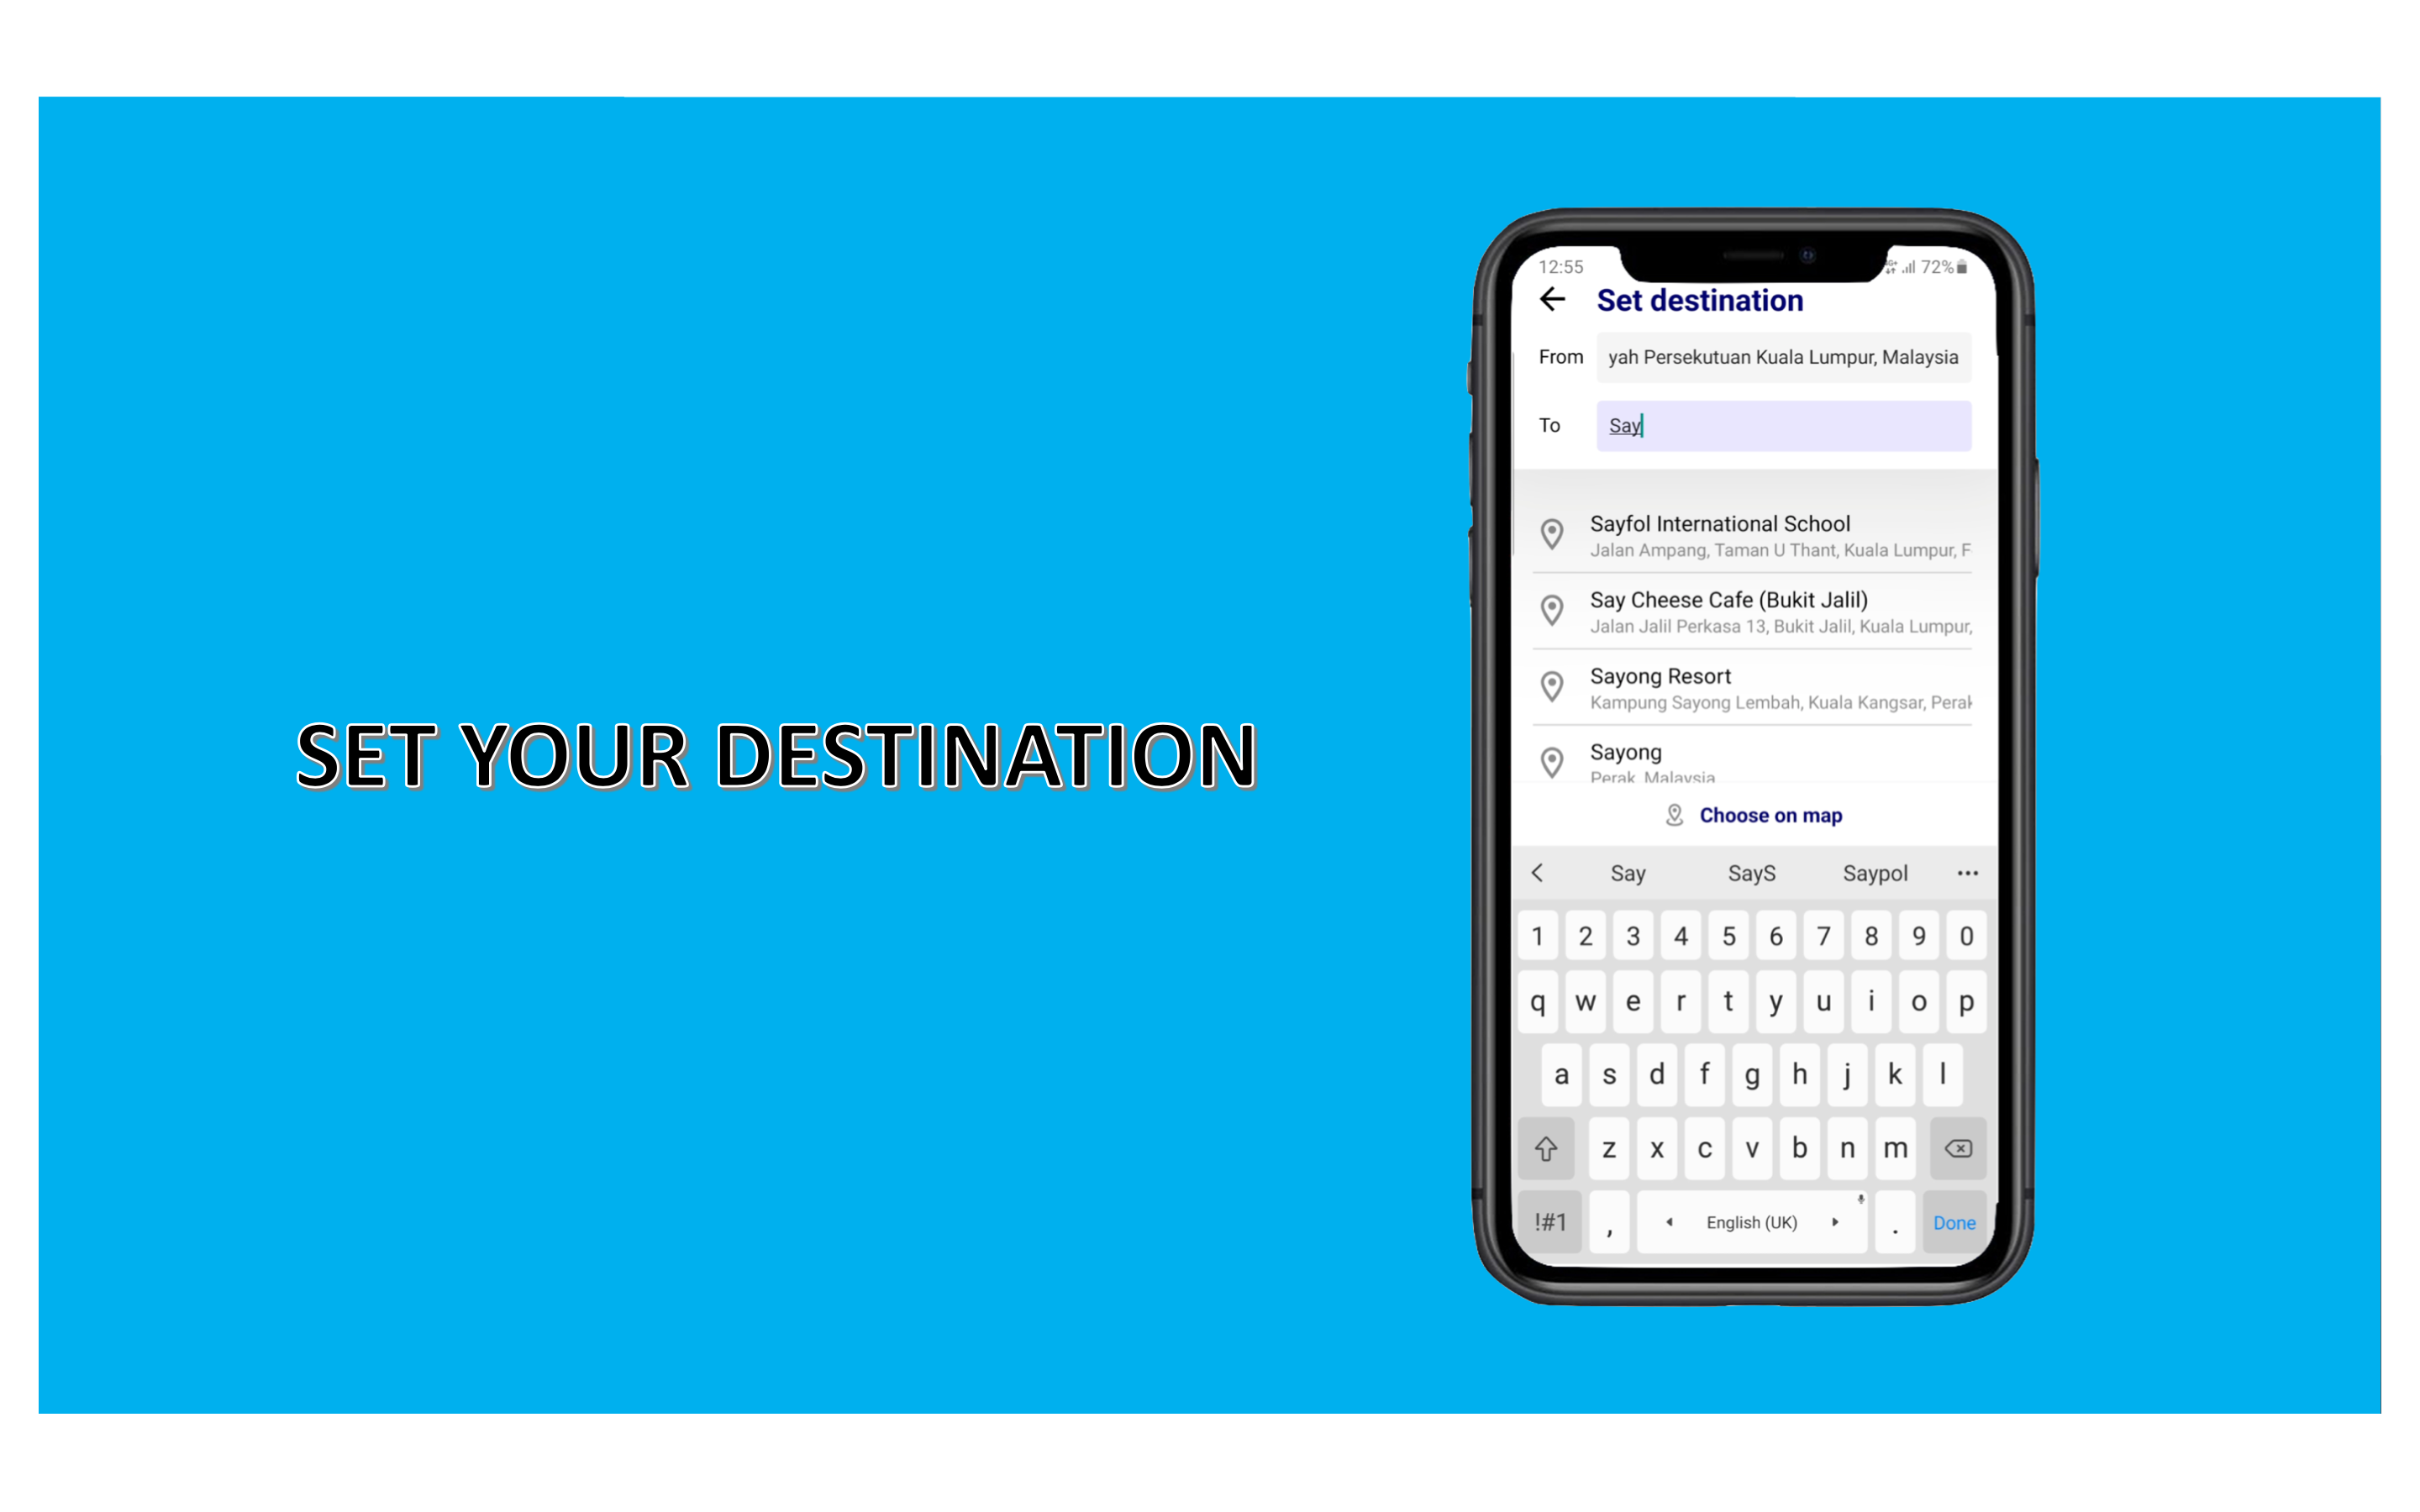 SET YOUR DESTINATION
12:55 72%
Set destination
From yah Persekutuan Kuala Lumpur, Malaysia
To Say
Sayfol International School
Jalan Ampang, Taman U Thant, Kuala Lumpur, F
Say Cheese Cafe (Bukit Jalil)
Jalan Jalil Perkasa 13, Bukit Jalil, Kuala Lumpur,
Sayong Resort
Kampung Sayong Lembah, Kuala Kangsar, Perak
Sayong
Perak, Malaysia
Choose on map
Say SayS Saypol ...
1 2 3 4 5 6 7 8 9 0
q w e r t y u i o p
a s d f g h j k l
z x c v b n m
!#1 , English (UK) . Done